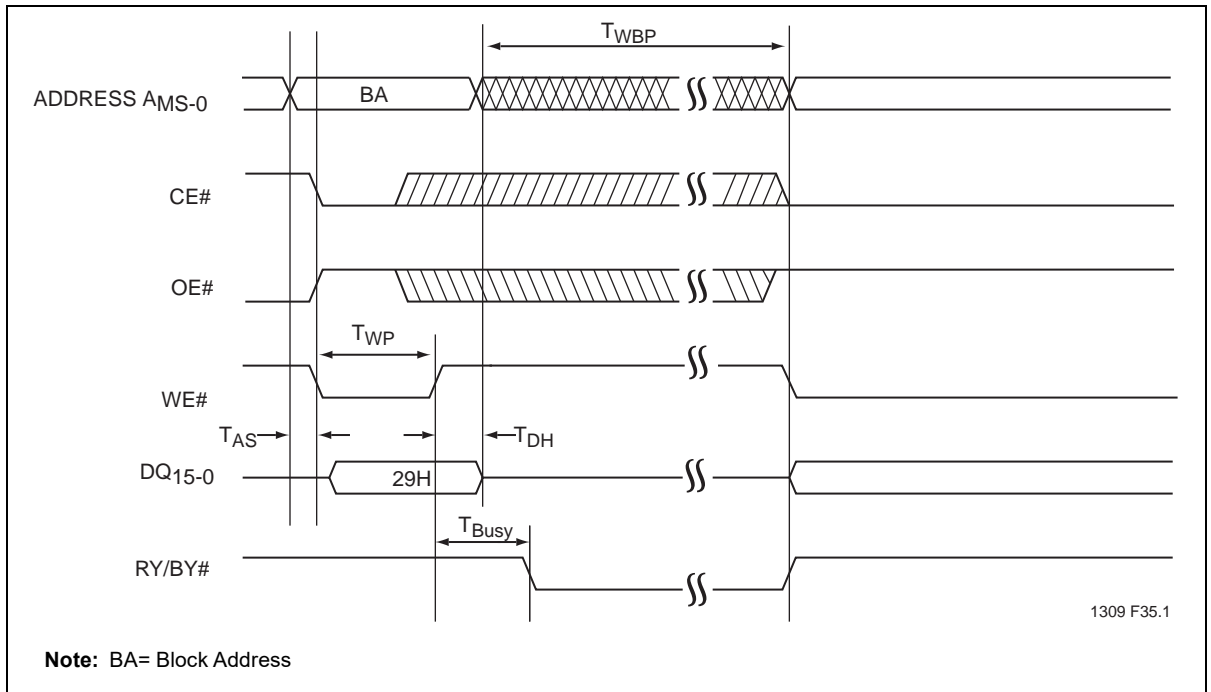 TWBP
ADDRESS AMS-0
BA
CE#
OE#
TWP
WE#
TAS
TDH
DQ15-0
29H
TBusy
RY/BY#
1309 F35.1
Note: BA= Block Address